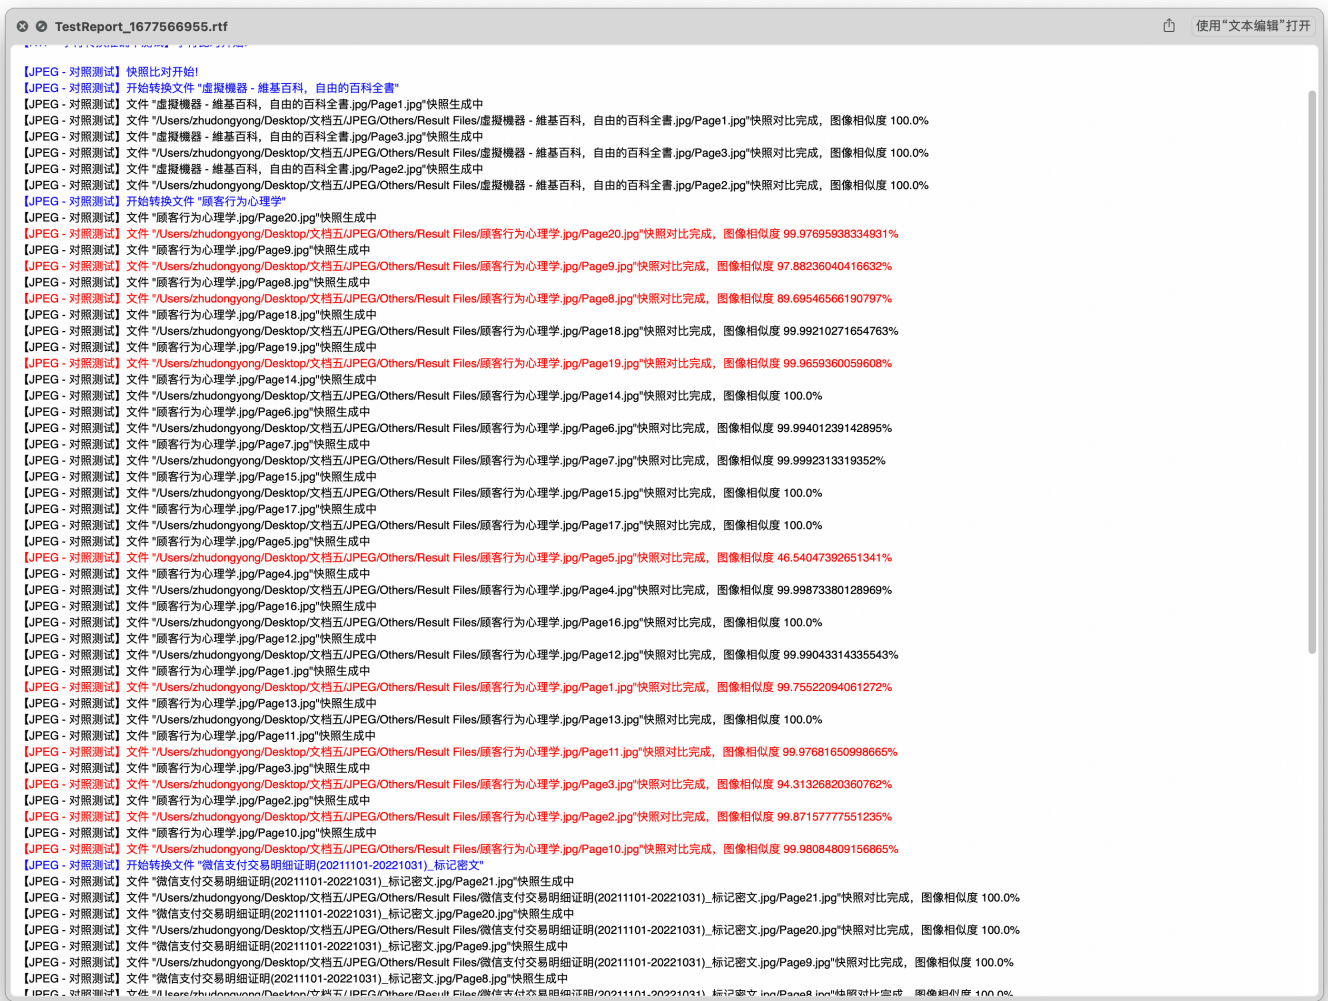 TestReport_1677566955.rtf
使用“文本编辑”打开
【JPEG - 对照测试】快照比对开始!
【JPEG - 对照测试】开始转换文件 "虛擬機器 - 維基百科，自由的百科全書"
【JPEG - 对照测试】文件 "虛擬機器 - 維基百科，自由的百科全書.jpg/Page1.jpg"快照生成中
【JPEG - 对照测试】文件 "/Users/zhudongyong/Desktop/文档五/JPEG/Others/Result Files/虛擬機器 - 維基百科，自由的百科全書.jpg/Page1.jpg"快照对比完成，图像相似度 100.0%
【JPEG - 对照测试】文件 "虛擬機器 - 維基百科，自由的百科全書.jpg/Page3.jpg"快照生成中
【JPEG - 对照测试】文件 "/Users/zhudongyong/Desktop/文档五/JPEG/Others/Result Files/虛擬機器 - 維基百科，自由的百科全書.jpg/Page3.jpg"快照对比完成，图像相似度 100.0%
【JPEG - 对照测试】文件 "虛擬機器 - 維基百科，自由的百科全書.jpg/Page2.jpg"快照生成中
【JPEG - 对照测试】文件 "/Users/zhudongyong/Desktop/文档五/JPEG/Others/Result Files/虛擬機器 - 維基百科，自由的百科全書.jpg/Page2.jpg"快照对比完成，图像相似度 100.0%
【JPEG - 对照测试】开始转换文件 "顾客行为心理学"
【JPEG - 对照测试】文件 "顾客行为心理学.jpg/Page20.jpg"快照生成中
【JPEG - 对照测试】文件 "/Users/zhudongyong/Desktop/文档五/JPEG/Others/Result Files/顾客行为心理学.jpg/Page20.jpg"快照对比完成，图像相似度 99.97695938334931%
【JPEG - 对照测试】文件 "顾客行为心理学.jpg/Page9.jpg"快照生成中
【JPEG - 对照测试】文件 "/Users/zhudongyong/Desktop/文档五/JPEG/Others/Result Files/顾客行为心理学.jpg/Page9.jpg"快照对比完成，图像相似度 97.88236040416632%
【JPEG - 对照测试】文件 "顾客行为心理学.jpg/Page8.jpg"快照生成中
【JPEG - 对照测试】文件 "/Users/zhudongyong/Desktop/文档五/JPEG/Others/Result Files/顾客行为心理学.jpg/Page8.jpg"快照对比完成，图像相似度 89.69546566190797%
【JPEG - 对照测试】文件 "顾客行为心理学.jpg/Page18.jpg"快照生成中
【JPEG - 对照测试】文件 "/Users/zhudongyong/Desktop/文档五/JPEG/Others/Result Files/顾客行为心理学.jpg/Page18.jpg"快照对比完成，图像相似度 99.99210271654763%
【JPEG - 对照测试】文件 "顾客行为心理学.jpg/Page19.jpg"快照生成中
【JPEG - 对照测试】文件 "/Users/zhudongyong/Desktop/文档五/JPEG/Others/Result Files/顾客行为心理学.jpg/Page19.jpg"快照对比完成，图像相似度 99.9659360059608%
【JPEG - 对照测试】文件 "顾客行为心理学.jpg/Page14.jpg"快照生成中
【JPEG - 对照测试】文件 "/Users/zhudongyong/Desktop/文档五/JPEG/Others/Result Files/顾客行为心理学.jpg/Page14.jpg"快照对比完成，图像相似度 100.0%
【JPEG - 对照测试】文件 "顾客行为心理学.jpg/Page6.jpg"快照生成中
【JPEG - 对照测试】文件 "/Users/zhudongyong/Desktop/文档五/JPEG/Others/Result Files/顾客行为心理学.jpg/Page6.jpg"快照对比完成，图像相似度 99.99401239142895%
【JPEG - 对照测试】文件 "顾客行为心理学.jpg/Page7.jpg"快照生成中
【JPEG - 对照测试】文件 "/Users/zhudongyong/Desktop/文档五/JPEG/Others/Result Files/顾客行为心理学.jpg/Page7.jpg"快照对比完成，图像相似度 99.9992313319352%
【JPEG - 对照测试】文件 "顾客行为心理学.jpg/Page15.jpg"快照生成中
【JPEG - 对照测试】文件 "/Users/zhudongyong/Desktop/文档五/JPEG/Others/Result Files/顾客行为心理学.jpg/Page15.jpg"快照对比完成，图像相似度 100.0%
【JPEG - 对照测试】文件 "顾客行为心理学.jpg/Page17.jpg"快照生成中
【JPEG - 对照测试】文件 "/Users/zhudongyong/Desktop/文档五/JPEG/Others/Result Files/顾客行为心理学.jpg/Page17.jpg"快照对比完成，图像相似度 100.0%
【JPEG - 对照测试】文件 "顾客行为心理学.jpg/Page5.jpg"快照生成中
【JPEG - 对照测试】文件 "/Users/zhudongyong/Desktop/文档五/JPEG/Others/Result Files/顾客行为心理学.jpg/Page5.jpg"快照对比完成，图像相似度 46.54047392651341%
【JPEG - 对照测试】文件 "顾客行为心理学.jpg/Page4.jpg"快照生成中
【JPEG - 对照测试】文件 "/Users/zhudongyong/Desktop/文档五/JPEG/Others/Result Files/顾客行为心理学.jpg/Page4.jpg"快照对比完成，图像相似度 99.99873380128969%
【JPEG - 对照测试】文件 "顾客行为心理学.jpg/Page16.jpg"快照生成中
【JPEG - 对照测试】文件 "/Users/zhudongyong/Desktop/文档五/JPEG/Others/Result Files/顾客行为心理学.jpg/Page16.jpg"快照对比完成，图像相似度 100.0%
【JPEG - 对照测试】文件 "顾客行为心理学.jpg/Page12.jpg"快照生成中
【JPEG - 对照测试】文件 "/Users/zhudongyong/Desktop/文档五/JPEG/Others/Result Files/顾客行为心理学.jpg/Page12.jpg"快照对比完成，图像相似度 99.99043314335543%
【JPEG - 对照测试】文件 "顾客行为心理学.jpg/Page1.jpg"快照生成中
【JPEG - 对照测试】文件 "/Users/zhudongyong/Desktop/文档五/JPEG/Others/Result Files/顾客行为心理学.jpg/Page1.jpg"快照对比完成，图像相似度 99.75522094061272%
【JPEG - 对照测试】文件 "顾客行为心理学.jpg/Page13.jpg"快照生成中
【JPEG - 对照测试】文件 "/Users/zhudongyong/Desktop/文档五/JPEG/Others/Result Files/顾客行为心理学.jpg/Page13.jpg"快照对比完成，图像相似度 100.0%
【JPEG - 对照测试】文件 "顾客行为心理学.jpg/Page11.jpg"快照生成中
【JPEG - 对照测试】文件 "/Users/zhudongyong/Desktop/文档五/JPEG/Others/Result Files/顾客行为心理学.jpg/Page11.jpg"快照对比完成，图像相似度 99.97681650998665%
【JPEG - 对照测试】文件 "顾客行为心理学.jpg/Page3.jpg"快照生成中
【JPEG - 对照测试】文件 "/Users/zhudongyong/Desktop/文档五/JPEG/Others/Result Files/顾客行为心理学.jpg/Page3.jpg"快照对比完成，图像相似度 94.31326820360762%
【JPEG - 对照测试】文件 "顾客行为心理学.jpg/Page2.jpg"快照生成中
【JPEG - 对照测试】文件 "/Users/zhudongyong/Desktop/文档五/JPEG/Others/Result Files/顾客行为心理学.jpg/Page2.jpg"快照对比完成，图像相似度 99.87157777551235%
【JPEG - 对照测试】文件 "顾客行为心理学.jpg/Page10.jpg"快照生成中
【JPEG - 对照测试】文件 "/Users/zhudongyong/Desktop/文档五/JPEG/Others/Result Files/顾客行为心理学.jpg/Page10.jpg"快照对比完成，图像相似度 99.98084809156865%
【JPEG - 对照测试】开始转换文件 "微信支付交易明细证明(20211101-20221031)_标记密文"
【JPEG - 对照测试】文件 "微信支付交易明细证明(20211101-20221031)_标记密文.jpg/Page21.jpg"快照生成中
【JPEG - 对照测试】文件 "/Users/zhudongyong/Desktop/文档五/JPEG/Others/Result Files/微信支付交易明细证明(20211101-20221031)_标记密文.jpg/Page21.jpg"快照对比完成，图像相似度 100.0%
【JPEG - 对照测试】文件 "微信支付交易明细证明(20211101-20221031)_标记密文.jpg/Page20.jpg"快照生成中
【JPEG - 对照测试】文件 "/Users/zhudongyong/Desktop/文档五/JPEG/Others/Result Files/微信支付交易明细证明(20211101-20221031)_标记密文.jpg/Page20.jpg"快照对比完成，图像相似度 100.0%
【JPEG - 对照测试】文件 "微信支付交易明细证明(20211101-20221031)_标记密文.jpg/Page9.jpg"快照生成中
【JPEG - 对照测试】文件 "/Users/zhudongyong/Desktop/文档五/JPEG/Others/Result Files/微信支付交易明细证明(20211101-20221031)_标记密文.jpg/Page9.jpg"快照对比完成，图像相似度 100.0%
【JPEG - 对照测试】文件 "微信支付交易明细证明(20211101-20221031)_标记密文.jpg/Page8.jpg"快照生成中
【JPEG - 对照测试】文件 "/Users/zhudongyong/Desktop/文档五/JPEG/Others/Result Files/微信支付交易明细证明(20211101-20221031)_标记密文.jpg/Page8.jpg"快照对比完成，图像相似度 100.0%